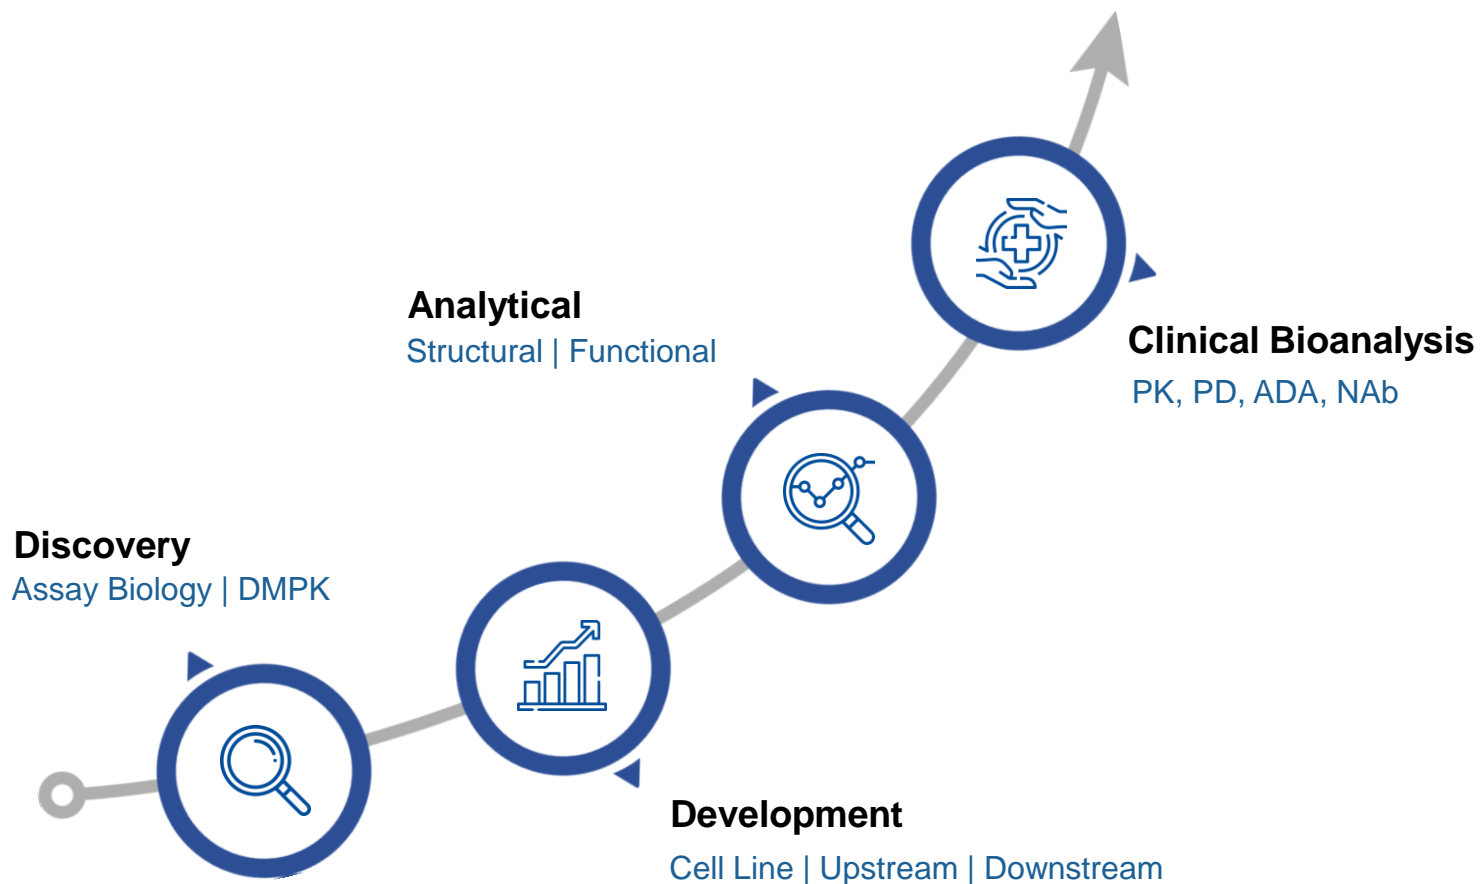 Discovery
Assay Biology | DMPK
Development
Cell Line | Upstream | Downstream
Analytical
Structural | Functional
Clinical Bioanalysis
PK, PD, ADA, NAb